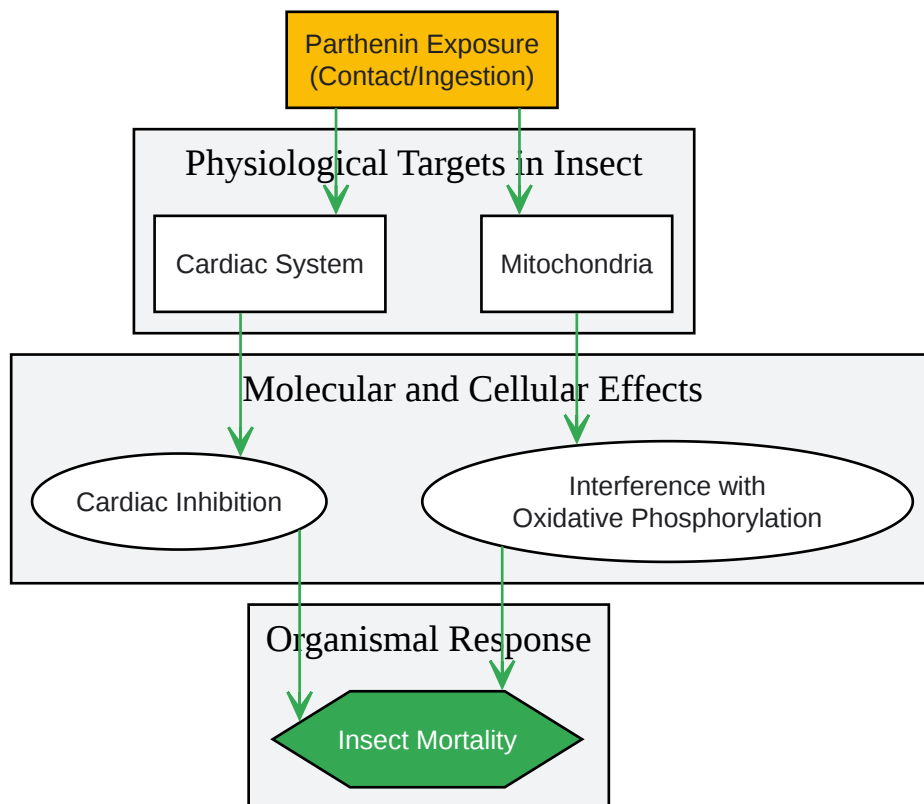 Parthenin Exposure
(Contact/Ingestion)
Physiological Targets in Insect
Cardiac System
Mitochondria
Molecular and Cellular Effects
Cardiac Inhibition
Interference with
Oxidative Phosphorylation
Organismal Response
Insect Mortality